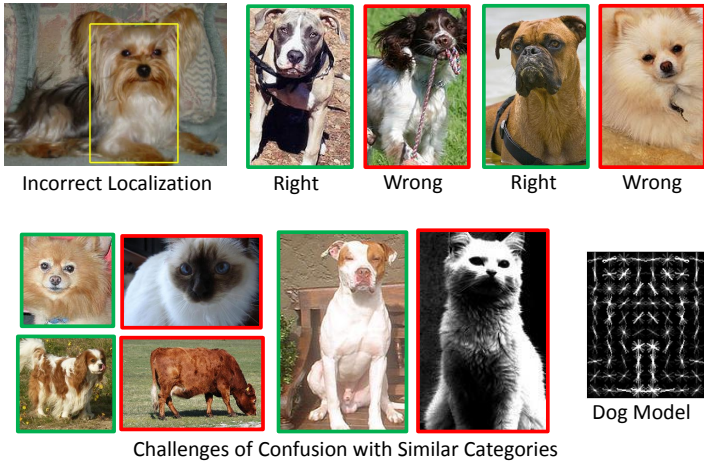 Incorrect Localization
Right
Wrong
Right
Wrong
Dog Model
Challenges of Confusion with Similar Categories